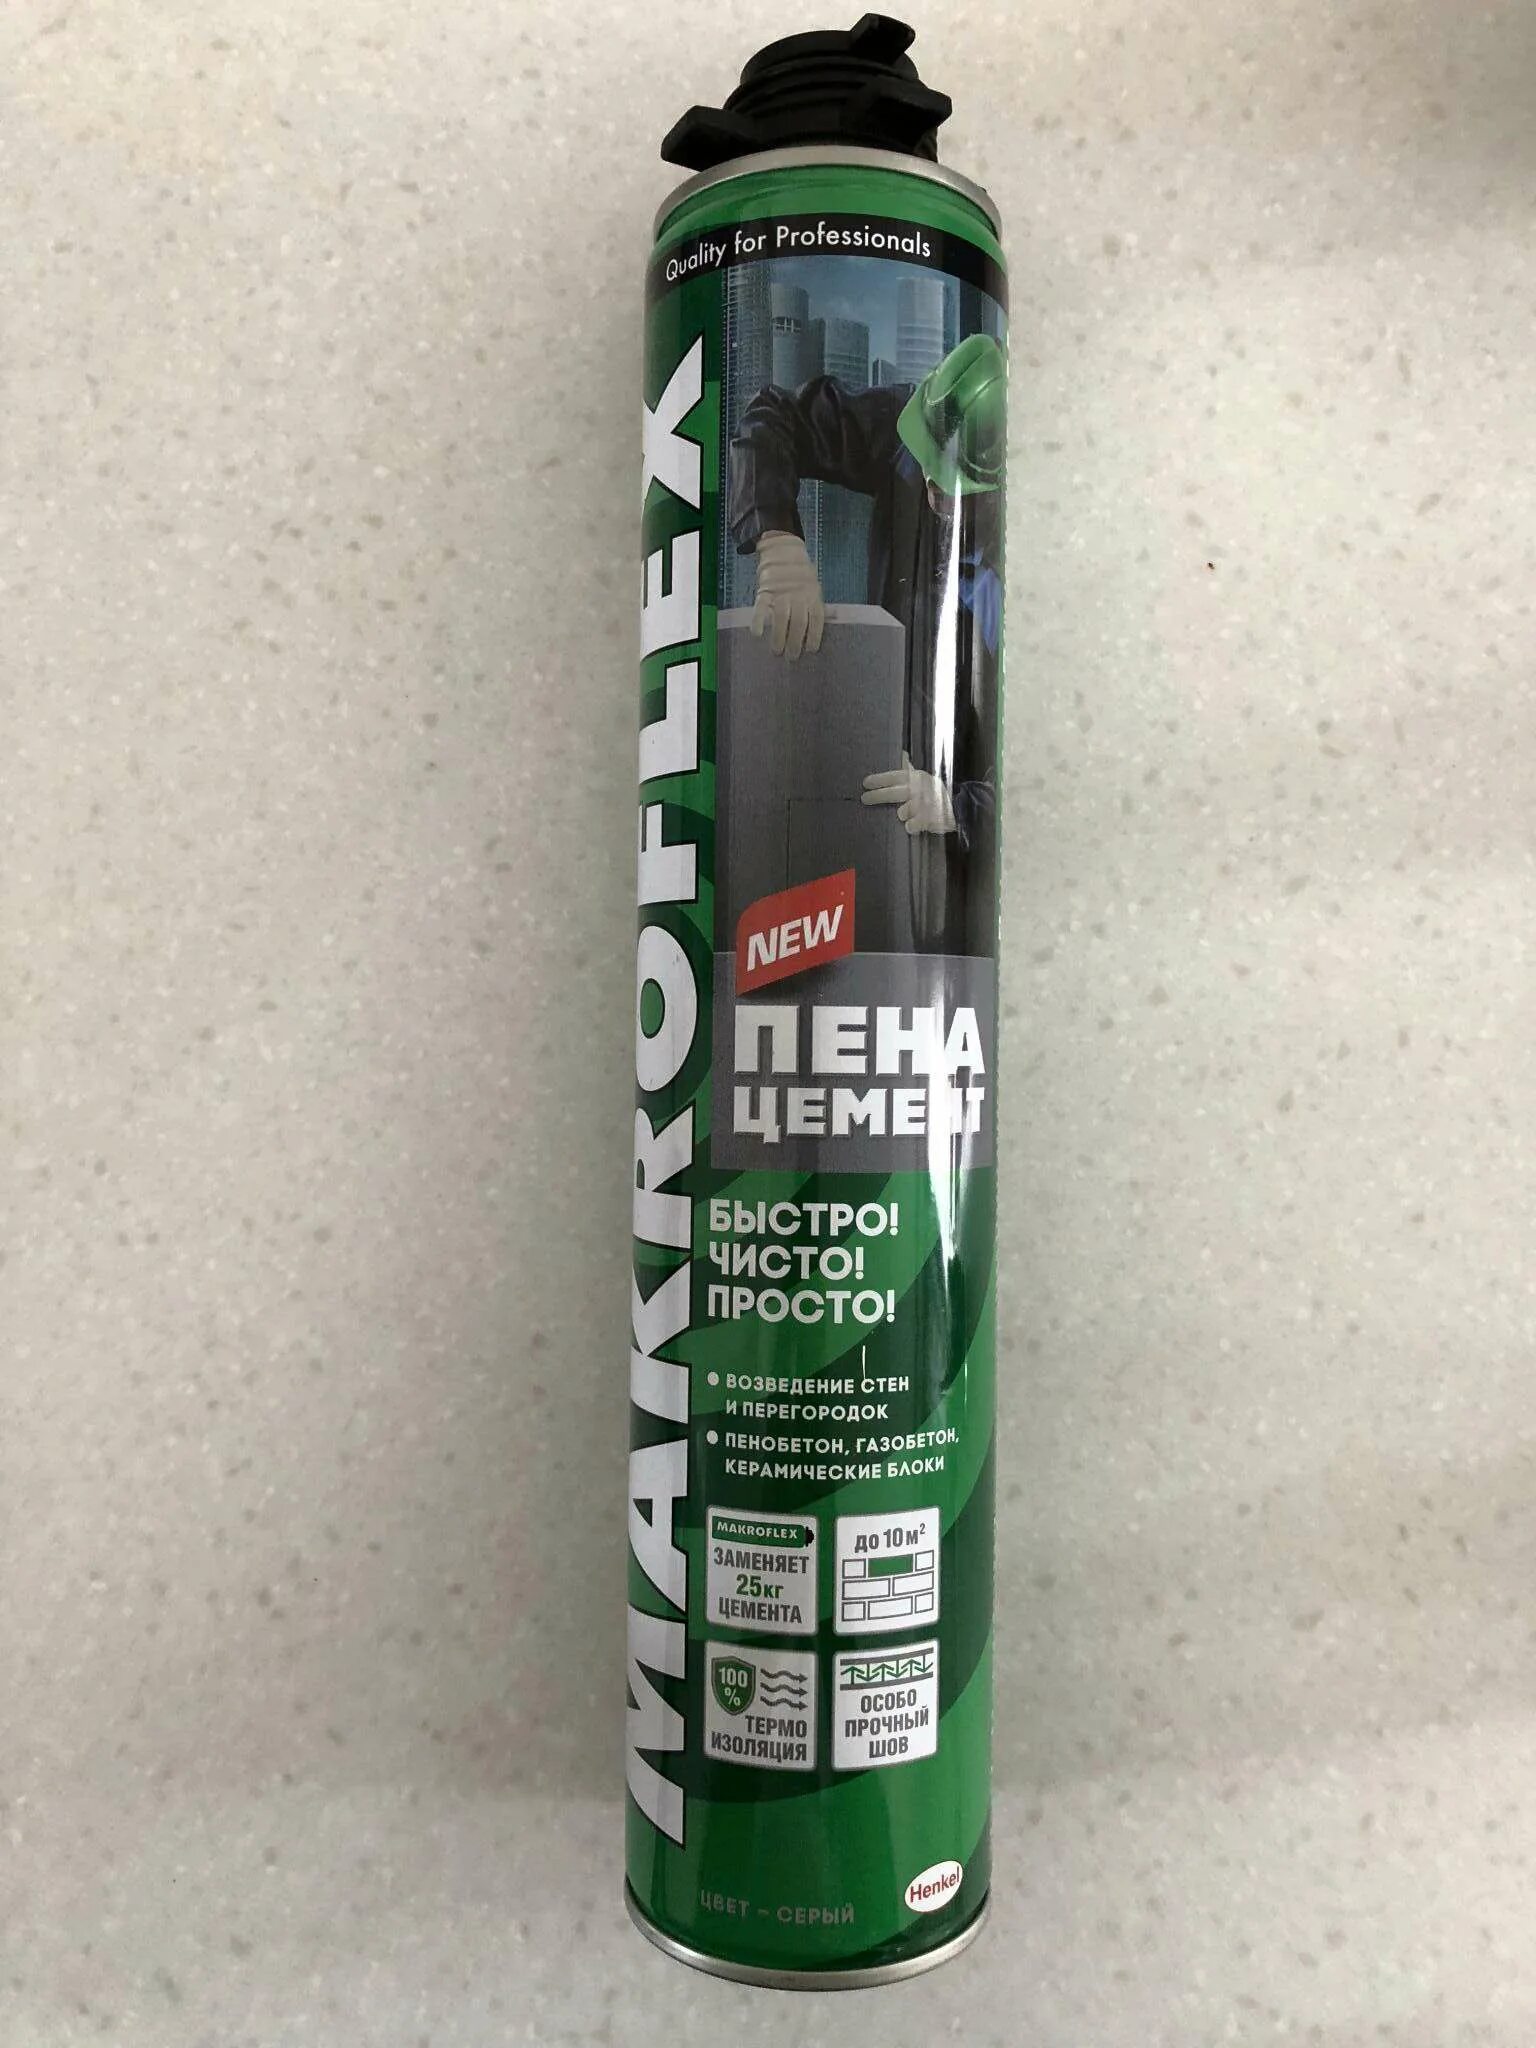 Quality for Professionals
MAKROFLEX
NEW
ПЕНА
ЦЕМЕНТ
БЫСТРО!
ЧИСТО!
ПРОСТО!
• ВОЗВЕДЕНИЕ СТЕН
И ПЕРЕГОРОДОК
• ПЕНОБЕТОН, ГАЗОБЕТОН,
КЕРАМИЧЕСКИЕ БЛОКИ
MAKROFLEX
ЗАМЕНЯЕТ
25кг
ЦЕМЕНТА
до 10м²
100
%
ТЕРМО
ИЗОЛЯЦИЯ
ОСОБО
ПРОЧНЫЙ
ШОВ
Henkel
ЦВЕТ – СЕРЫЙ